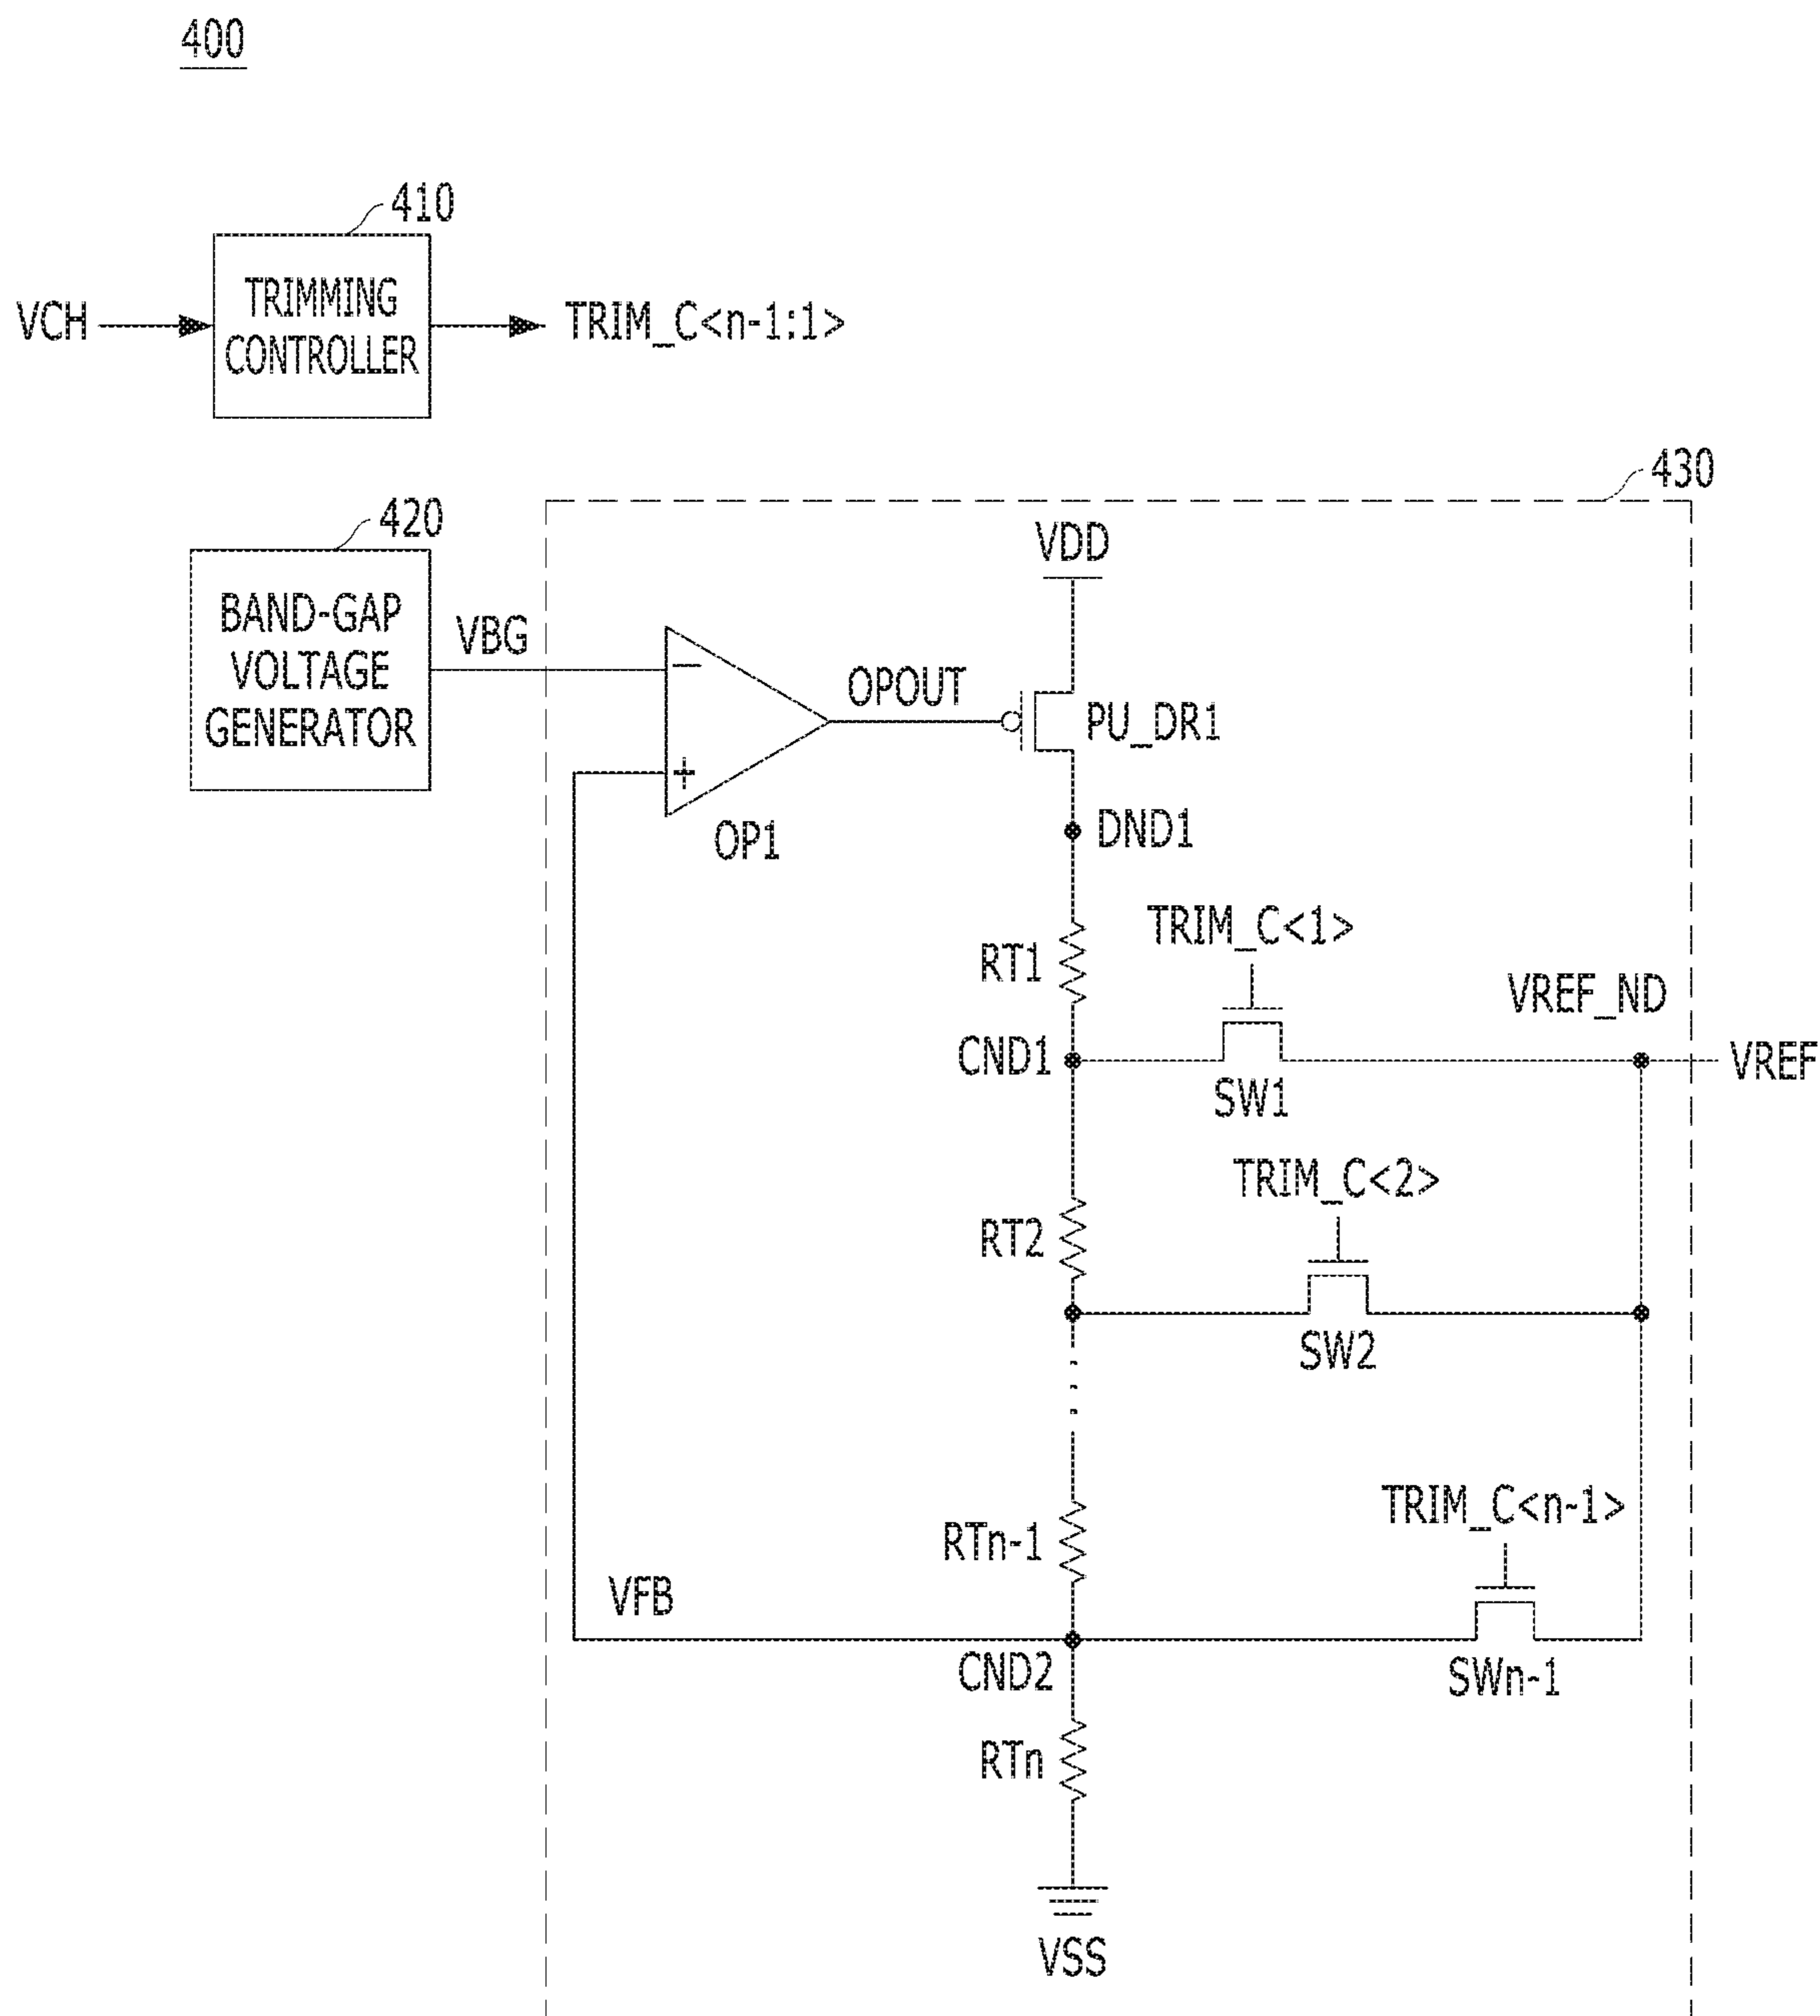 400
410
VCH
TRIMMING
CONTROLLER
TRIM_C<n-1:1>
430
420
BAND-GAP
VOLTAGE
GENERATOR
VBG
VDD
-
+
OP1
OPOUT
PU_DR1
DND1
RT1
TRIM_C<1>
VREF_ND
CND1
SW1
VREF
RT2
TRIM_C<2>
SW2
RTn-1
TRIM_C<n-1>
VFB
CND2
SWn-1
RTn
VSS